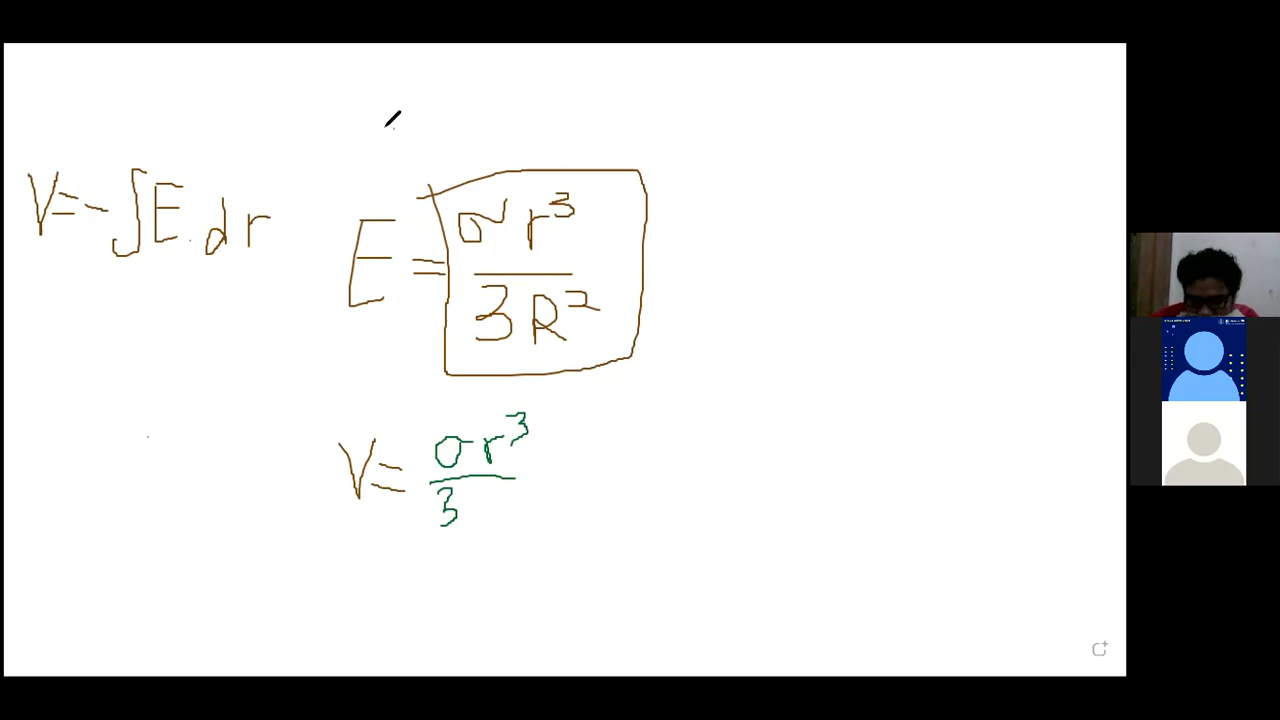 V=-∫E.dr
E = σr³/3R²
V= σr³/3